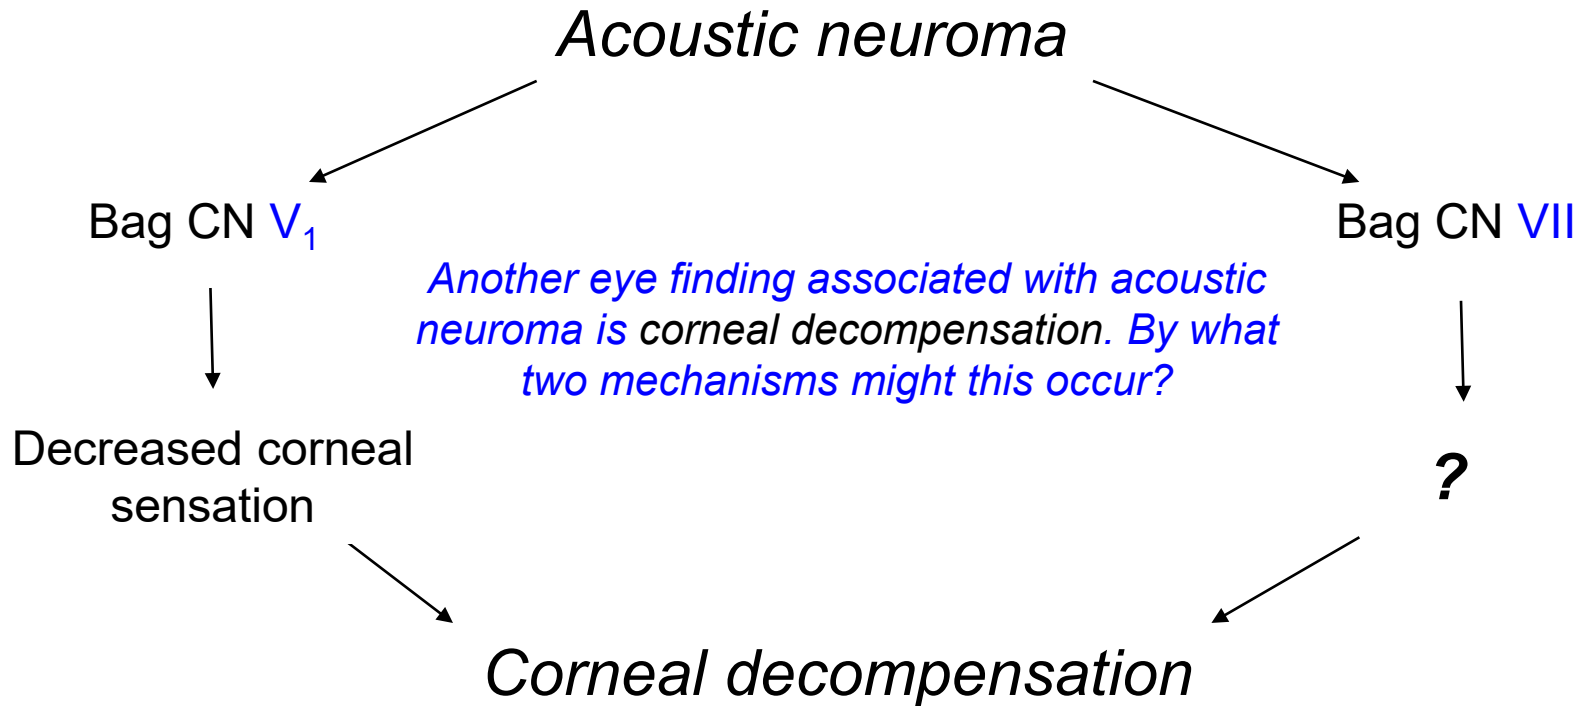 Acoustic neuroma
Bag CN V₁
Bag CN VII
Another eye finding associated with acoustic
neuroma is corneal decompensation. By what
two mechanisms might this occur?
Decreased corneal
sensation
?
Corneal decompensation